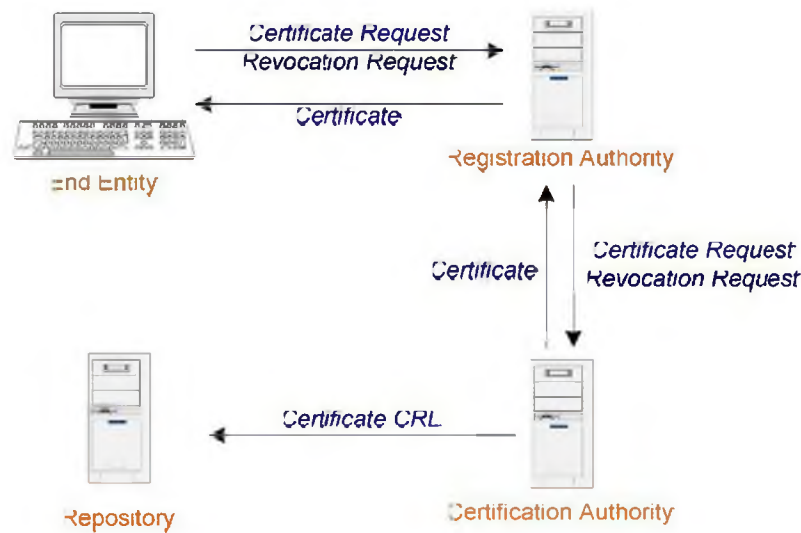 Certificate Request
Revocation Request
Certificate
Registration Authority
End Entity
Certificate
Certificate Request
Revocation Request
Certificate CRL
Repository
Certification Authority